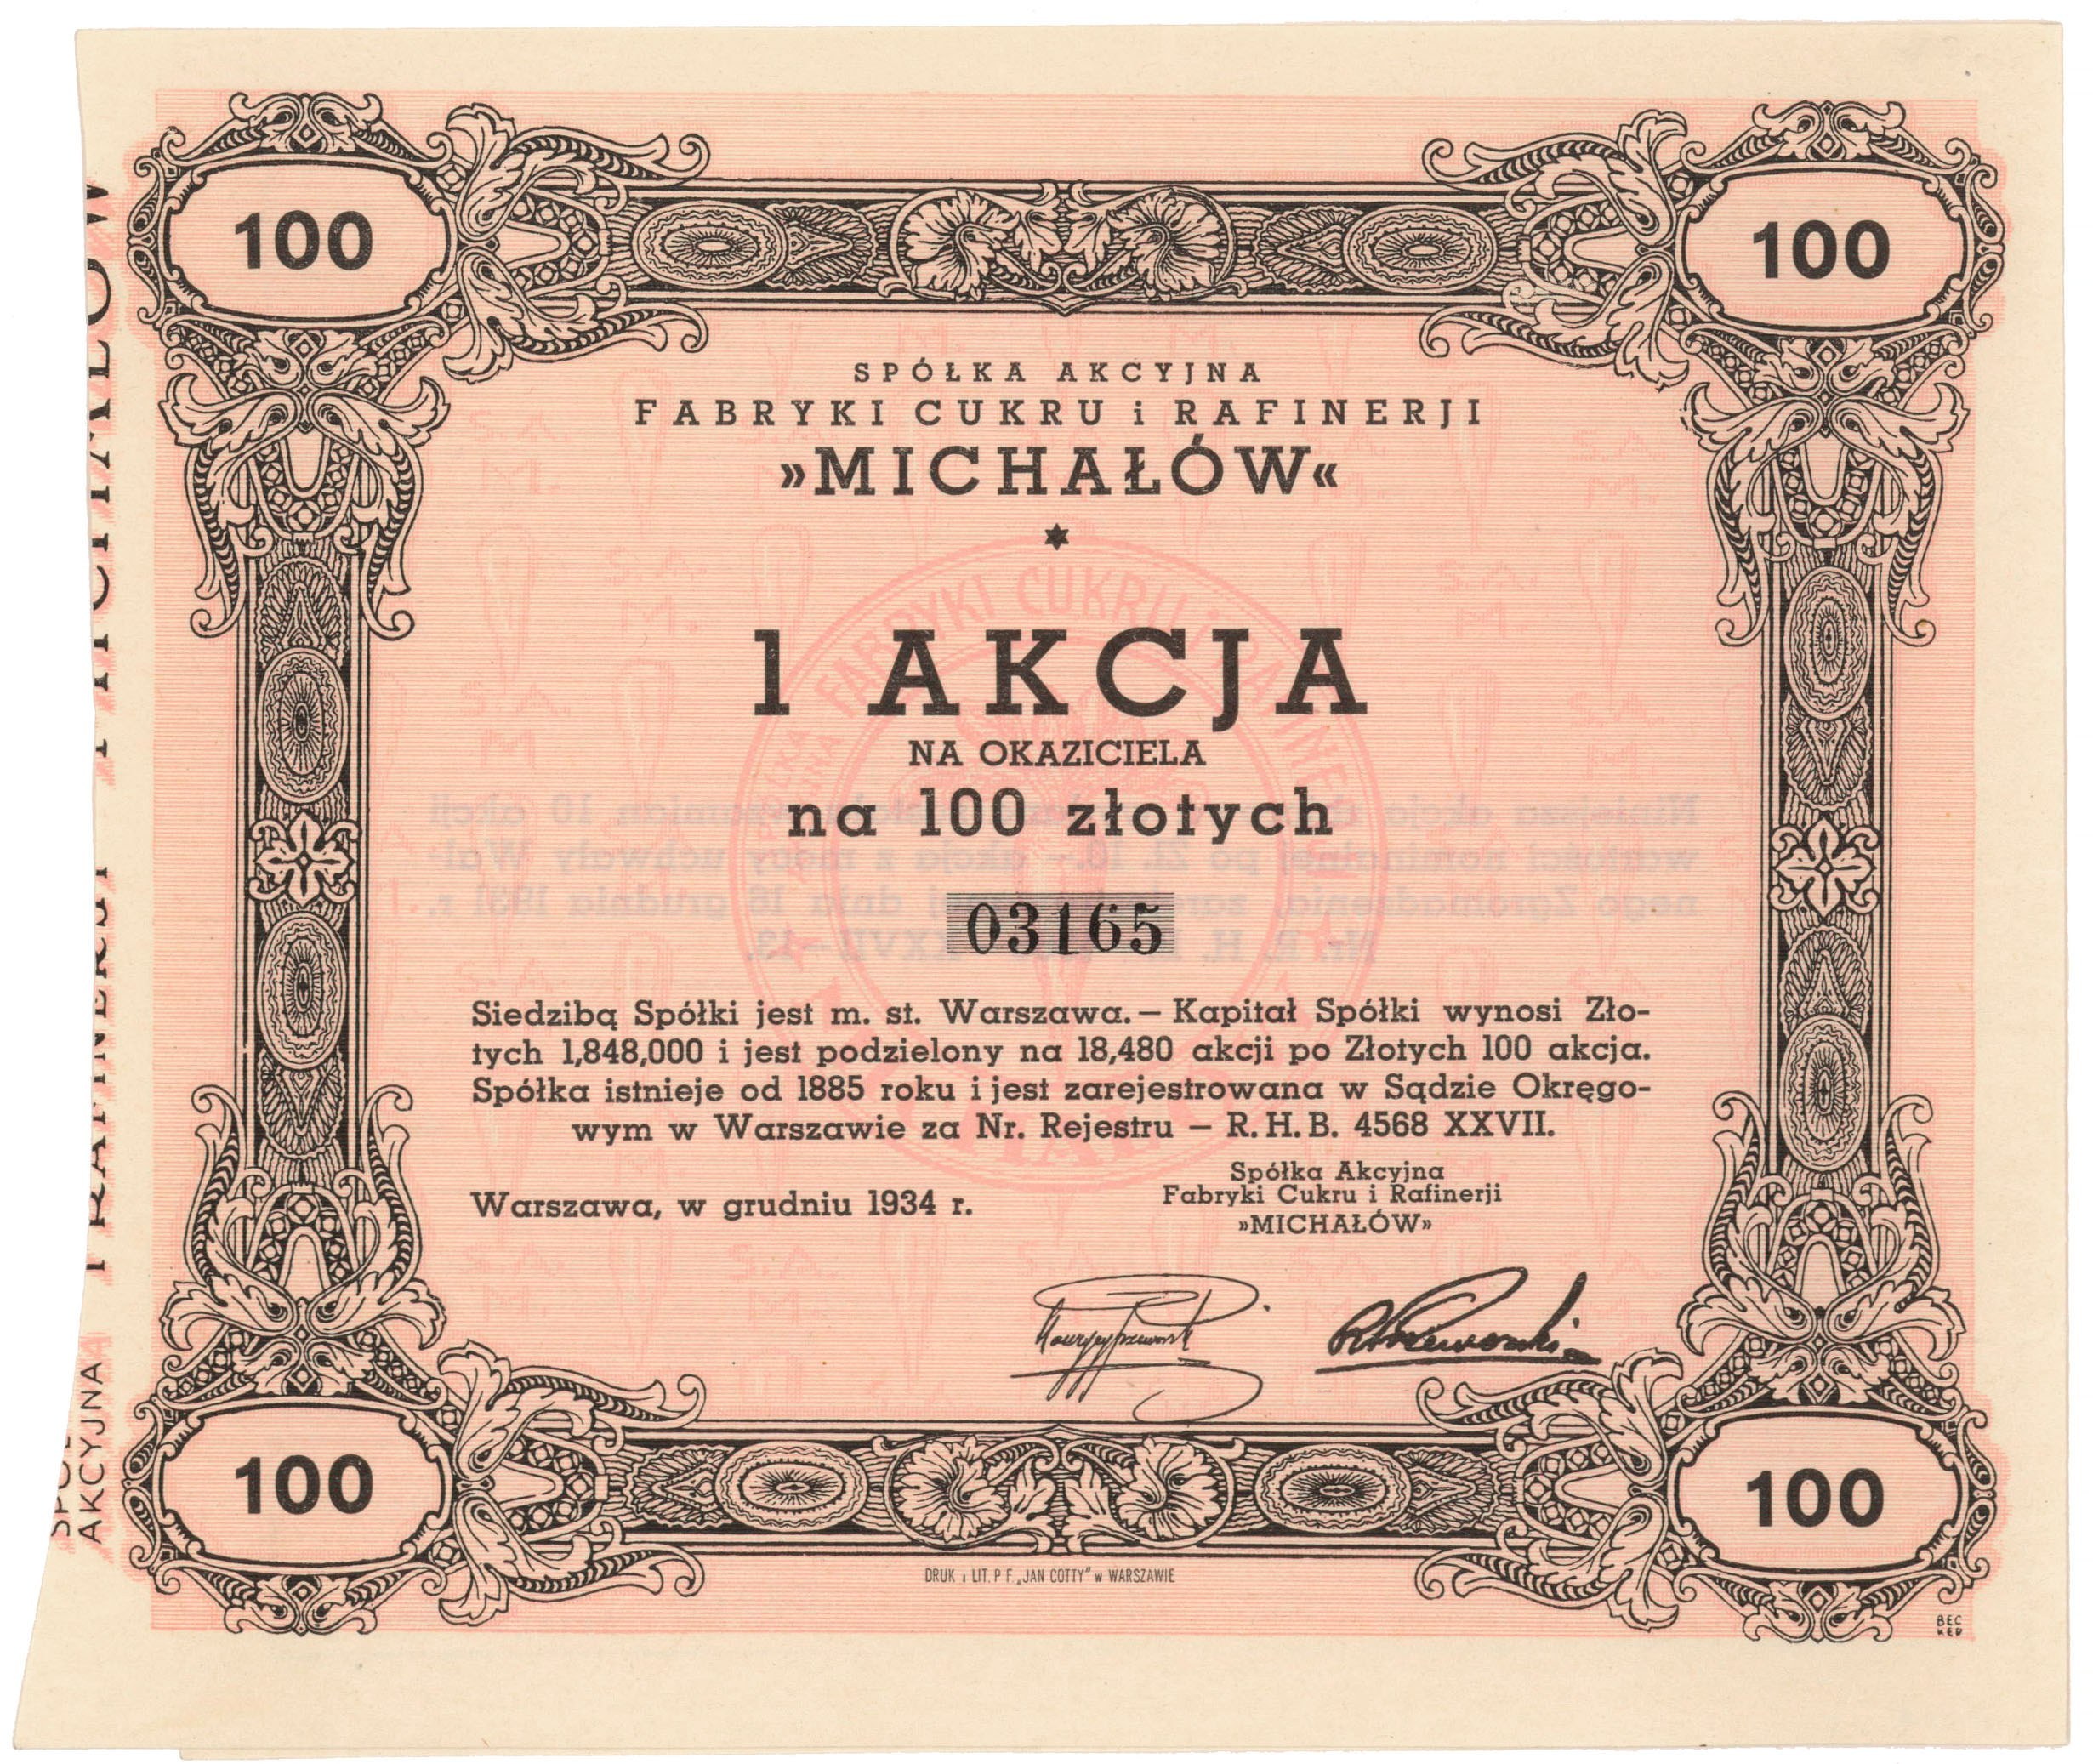 100
100
SPÓŁKA AKCYJNA
FABRYKI CUKRU i RAFINERJI
»MICHAŁÓW«
1 AKCJA
NA OKAZICIELA
na 100 złotych
03165
Siedzibą Spółki jest m. st. Warszawa. — Kapitał Spółki wynosi Zło-
tych 1,848,000 i jest podzielony na 18,480 akcji po Złotych 100 akcja.
Spółka istnieje od 1885 roku i jest zarejestrowana w Sądzie Okręgo-
wym w Warszawie za Nr. Rejestru — R. H. B. 4568 XXVII.
Warszawa, w grudniu 1934 r.
Spółka Akcyjna
Fabryki Cukru i Rafinerji
»MICHAŁÓW»
100
100
DRUK i LIT. P F. „JAN COTTY" w WARSZAWIE
BEC
KER
AKCYJNA